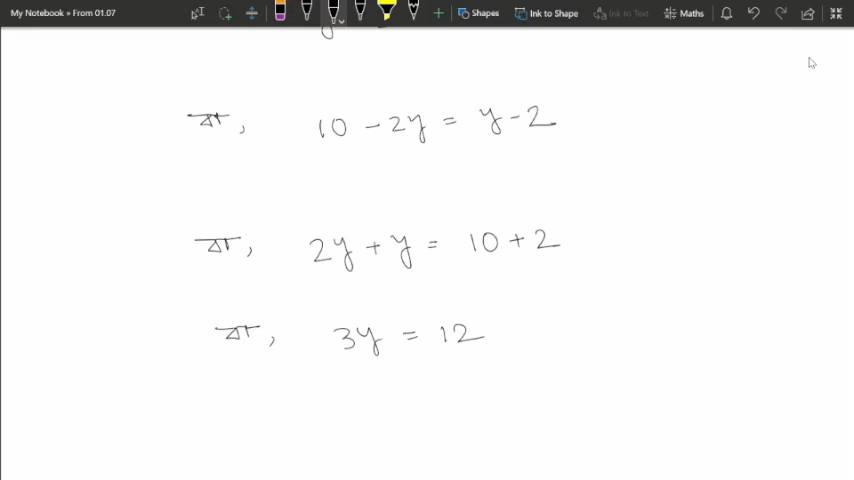 My Notebook » From 01.07 Shapes Ink to Shape Ink to Text Maths
বা, 10 - 2y = y - 2
বা, 2y + y = 10 + 2
বা, 3y = 12